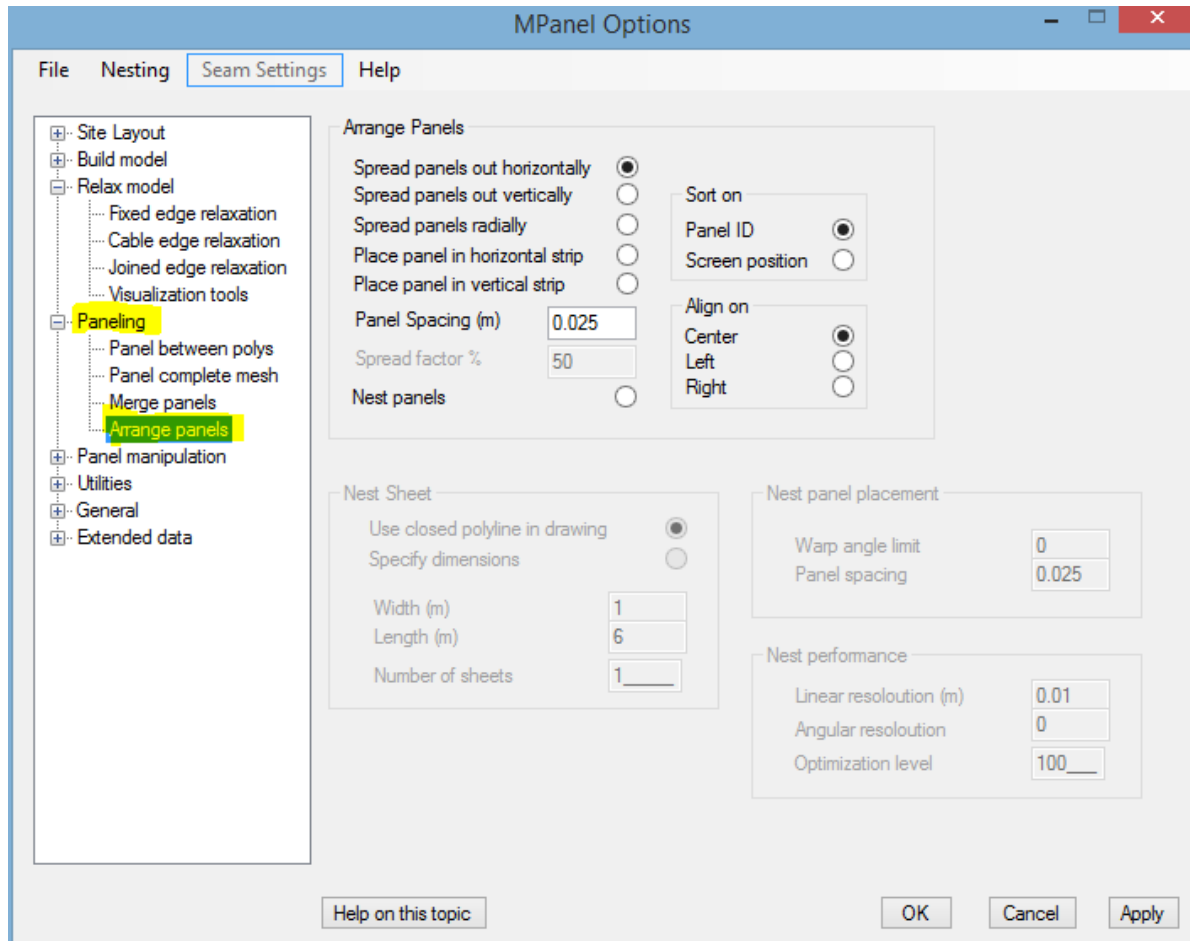 MPanel Options
File Nesting Seam Settings Help
Site Layout
Build model
Relax model
Fixed edge relaxation
Cable edge relaxation
Joined edge relaxation
Visualization tools
Paneling
Panel between polys
Panel complete mesh
Merge panels
Arrange panels
Panel manipulation
Utilities
General
Extended data
Arrange Panels
Spread panels out horizontally
Spread panels out vertically
Spread panels radially
Place panel in horizontal strip
Place panel in vertical strip
Panel Spacing (m) 0.025
Spread factor % 50
Nest panels
Sort on
Panel ID
Screen position
Align on
Center
Left
Right
Nest Sheet
Use closed polyline in drawing
Specify dimensions
Width (m) 1
Length (m) 6
Number of sheets 1_____
Nest panel placement
Warp angle limit 0
Panel spacing 0.025
Nest performance
Linear resoloution (m) 0.01
Angular resoloution 0
Optimization level 100___
Help on this topic OK Cancel Apply